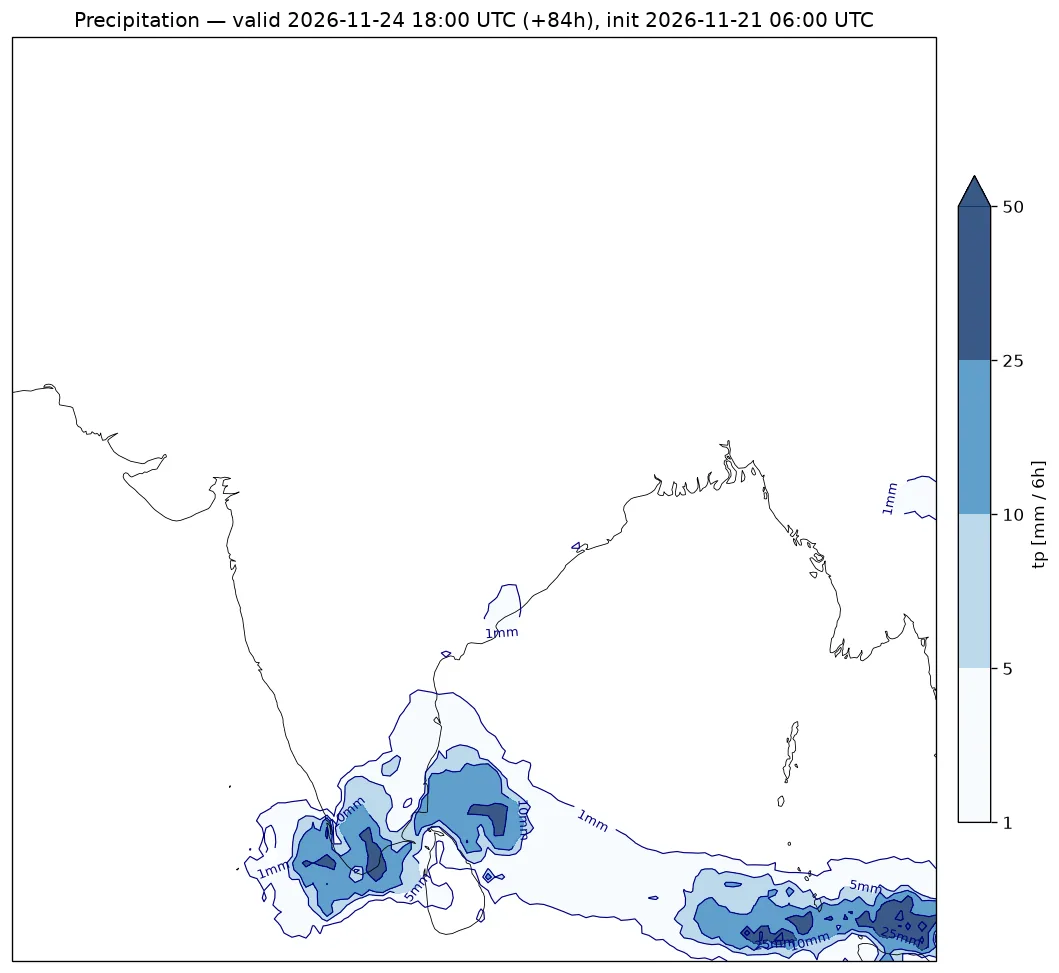 Precipitation — valid 2026-11-24 18:00 UTC (+84h), init 2026-11-21 06:00 UTC
50
25
10
5
1
tp [mm / 6h]
1mm
1mm
1mm
10mm
1mm
5mm
5mm
25mm
10mm
25mm